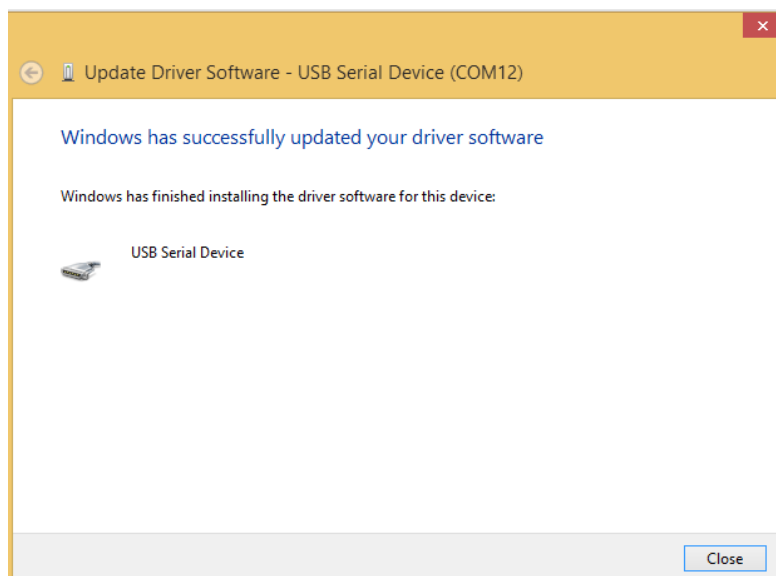 Update Driver Software - USB Serial Device (COM12)
Windows has successfully updated your driver software
Windows has finished installing the driver software for this device:
USB Serial Device
Close